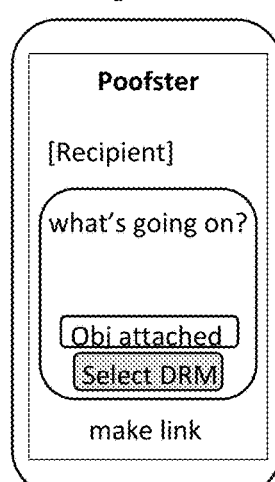 Poofster
[Recipient]
what's going on?
Obj attached
Select DRM
make link